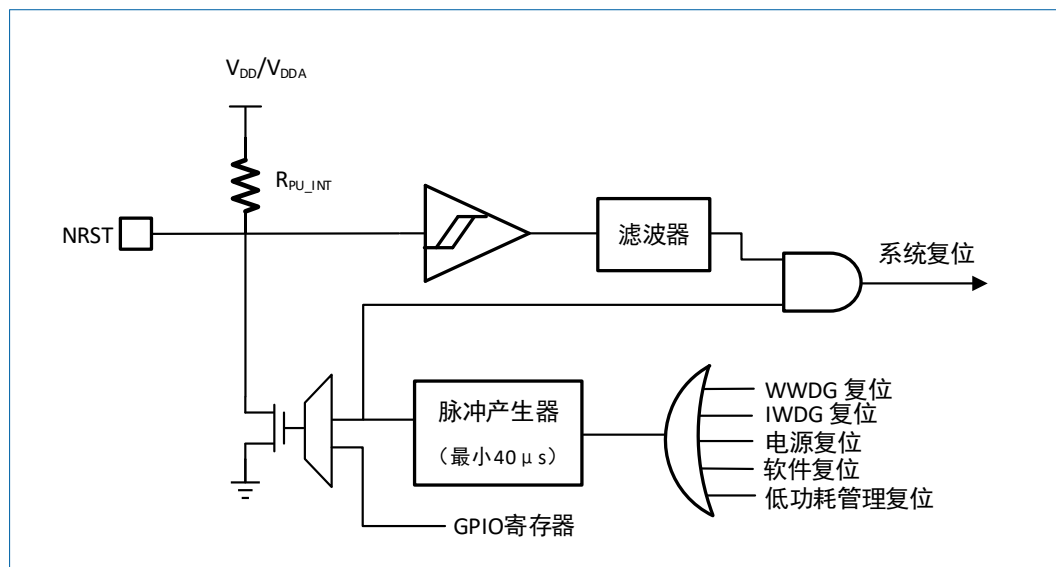 VDD/VDDA
RPU_INT
NRST
滤波器
系统复位
脉冲产生器
（最小40μs）
WWDG 复位
IWDG 复位
电源复位
软件复位
低功耗管理复位
GPIO寄存器